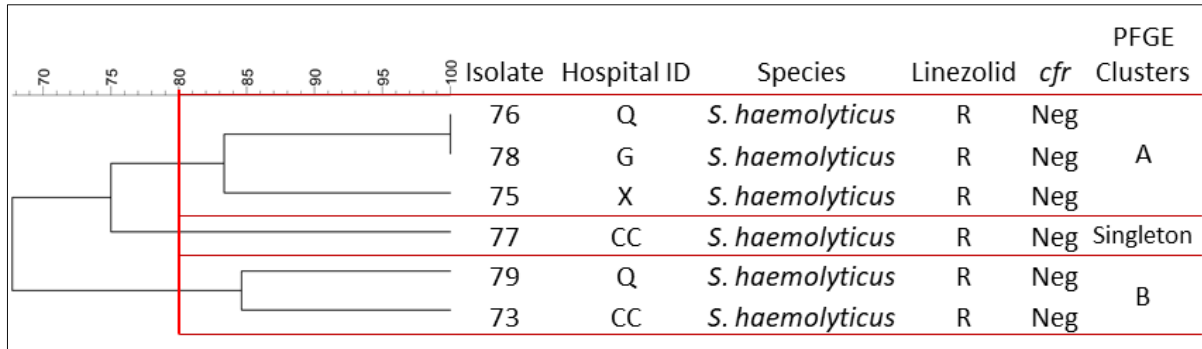 PFGE
70 75 80 85 90 95 100 Isolate Hospital ID Species Linezolid cfr Clusters
76 Q S. haemolyticus R Neg
78 G S. haemolyticus R Neg A
75 X S. haemolyticus R Neg
77 CC S. haemolyticus R Neg Singleton
79 Q S. haemolyticus R Neg
B
73 CC S. haemolyticus R Neg